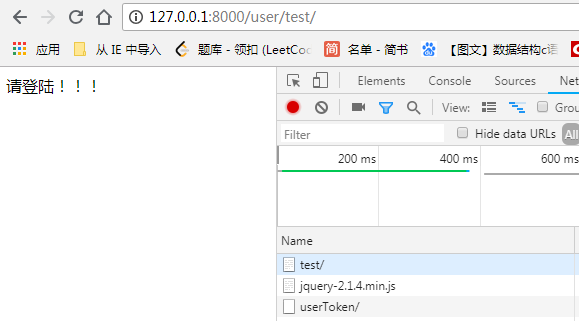 127.0.0.1:8000/user/test/
应用 百度 从 IE 中导入 题库 - 领扣 (LeetCo 简 名单 - 简书 【图文】数据结构c语
请登陆！！！
Elements Console Sources Net
View: Grou
Filter Hide data URLs All
200 ms 400 ms 600 ms
Name
test/
jquery-2.1.4.min.js
userToken/